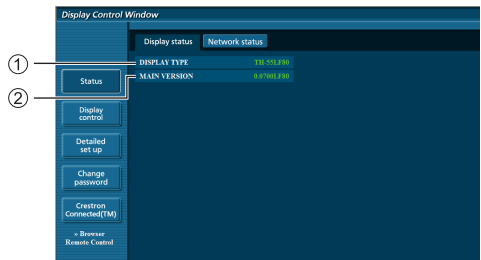 Display Control Window
Display status Network status
① DISPLAY TYPE TH-55LF80
② MAIN VERSION 0.0700LF80
Status
Display
control
Detailed
set up
Change
password
Crestron
Connected(TM)
» Browser
Remote Control